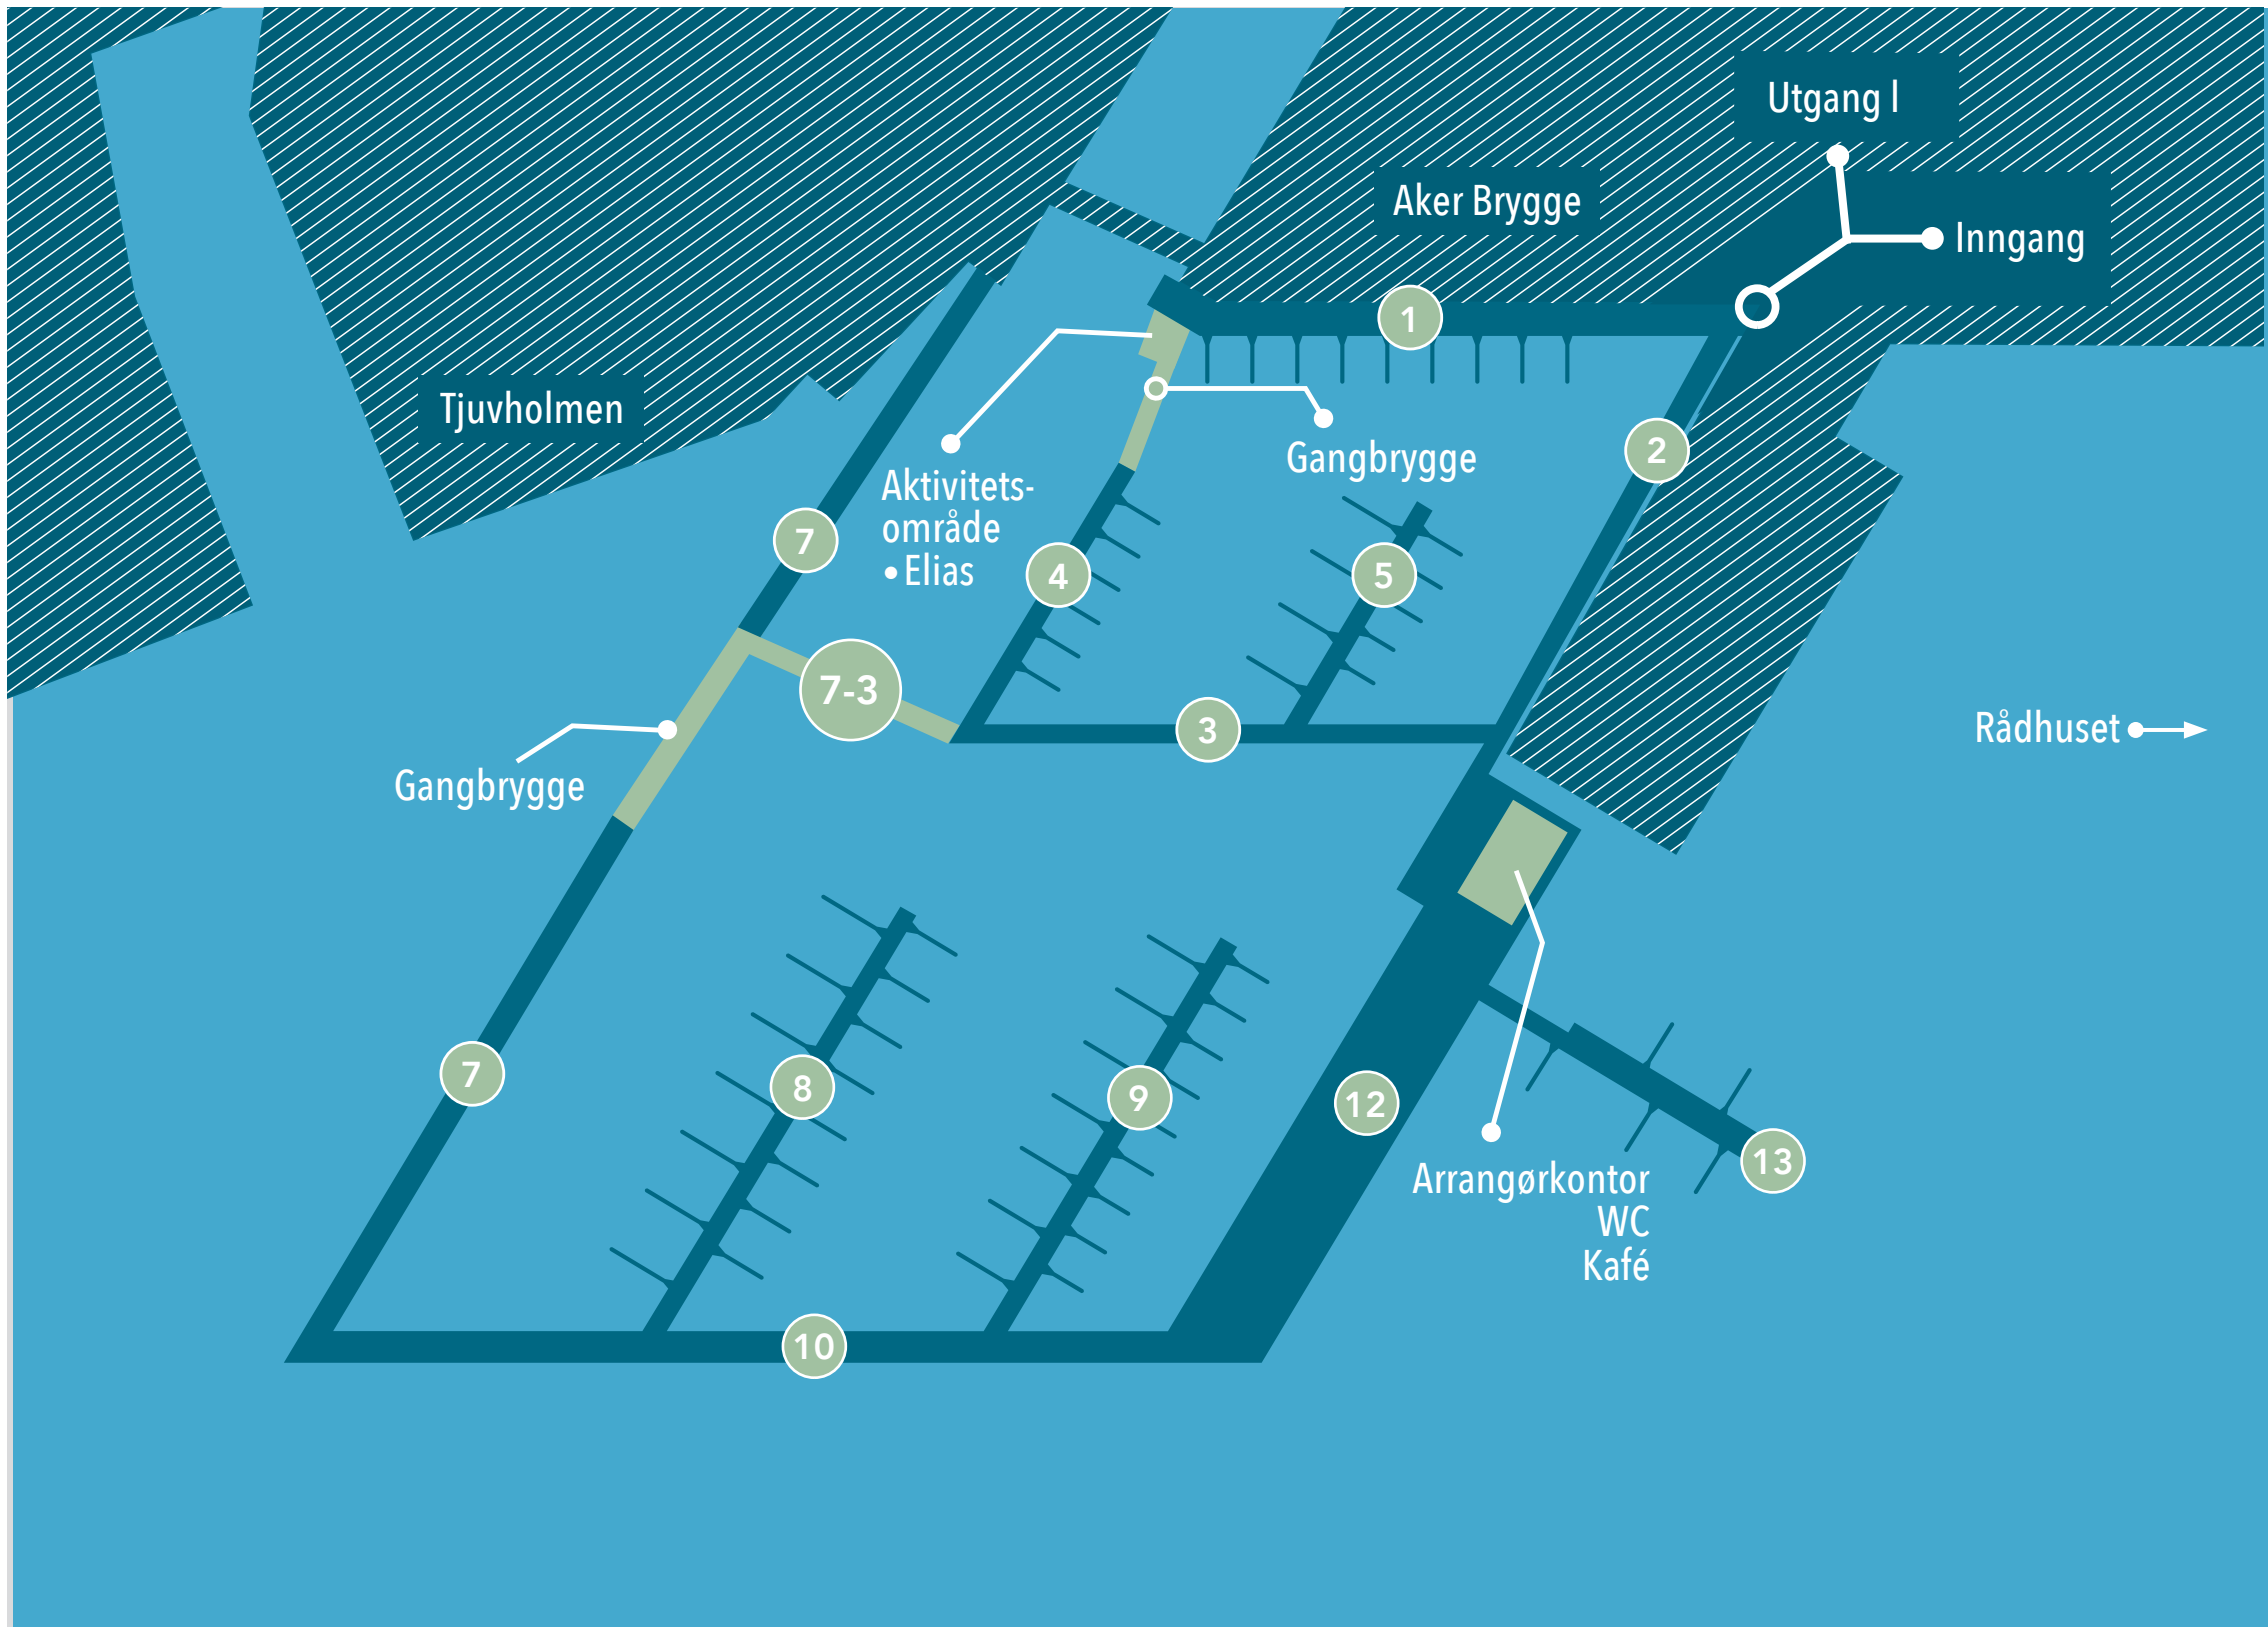 Utgang I
Aker Brygge
Inngang
1
Tjuvholmen
2
Gangbrygge
Aktivitets-
område
• Elias
7
4
5
7-3
3
Rådhuset
Gangbrygge
7
8
9
12
13
Arrangørkontor
WC
Kafé
10